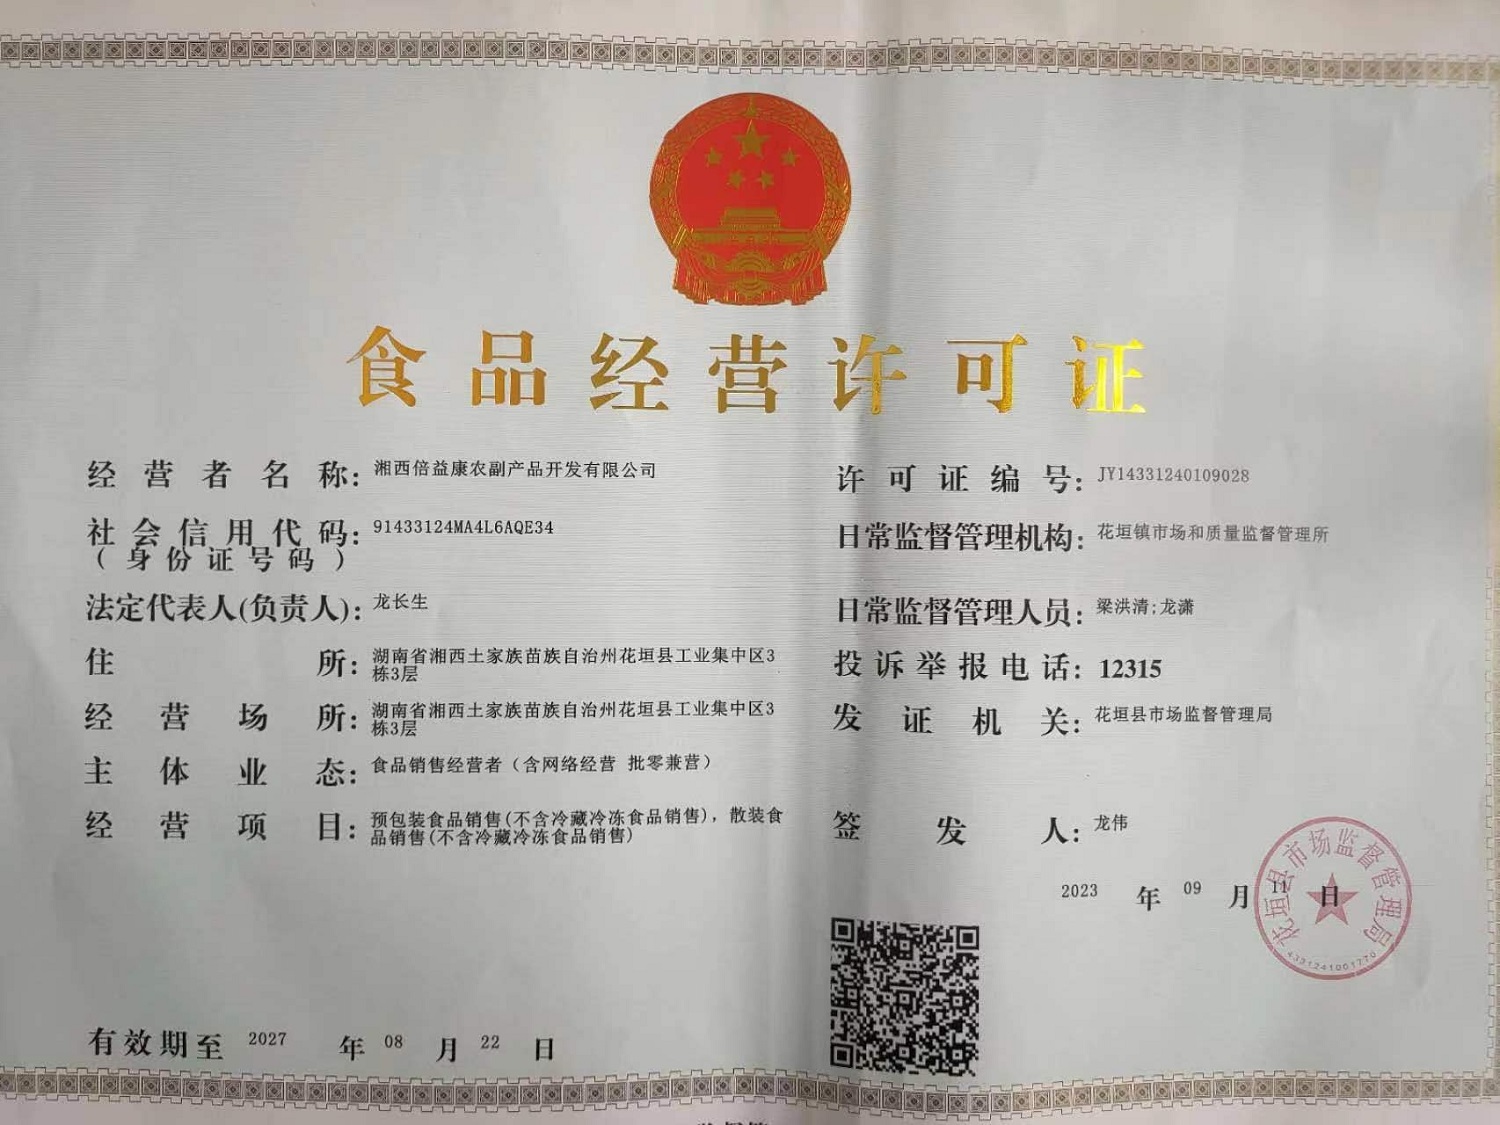 食品经营许可证
经营者名称：湘西倍益康农副产品开发有限公司
社会信用代码：91433124MA4L6AQE34
（身份证号码）
法定代表人(负责人)：龙长生
住所：湖南省湘西土家族苗族自治州花垣县工业集中区3
栋3层
经营场所：湖南省湘西土家族苗族自治州花垣县工业集中区3
栋3层
主体业态：食品销售经营者（含网络经营 批零兼营）
经营项目：预包装食品销售(不含冷藏冷冻食品销售)，散装食
品销售(不含冷藏冷冻食品销售)
有效期至 2027 年 08 月 22 日
许可证编号：JY14331240109028
日常监督管理机构：花垣镇市场和质量监督管理所
日常监督管理人员：梁洪清;龙潇
投诉举报电话：12315
发证机关：花垣县市场监督管理局
签发人：龙伟
2023 年 09 月 11 日
花垣县市场监督管理局
4331241001770